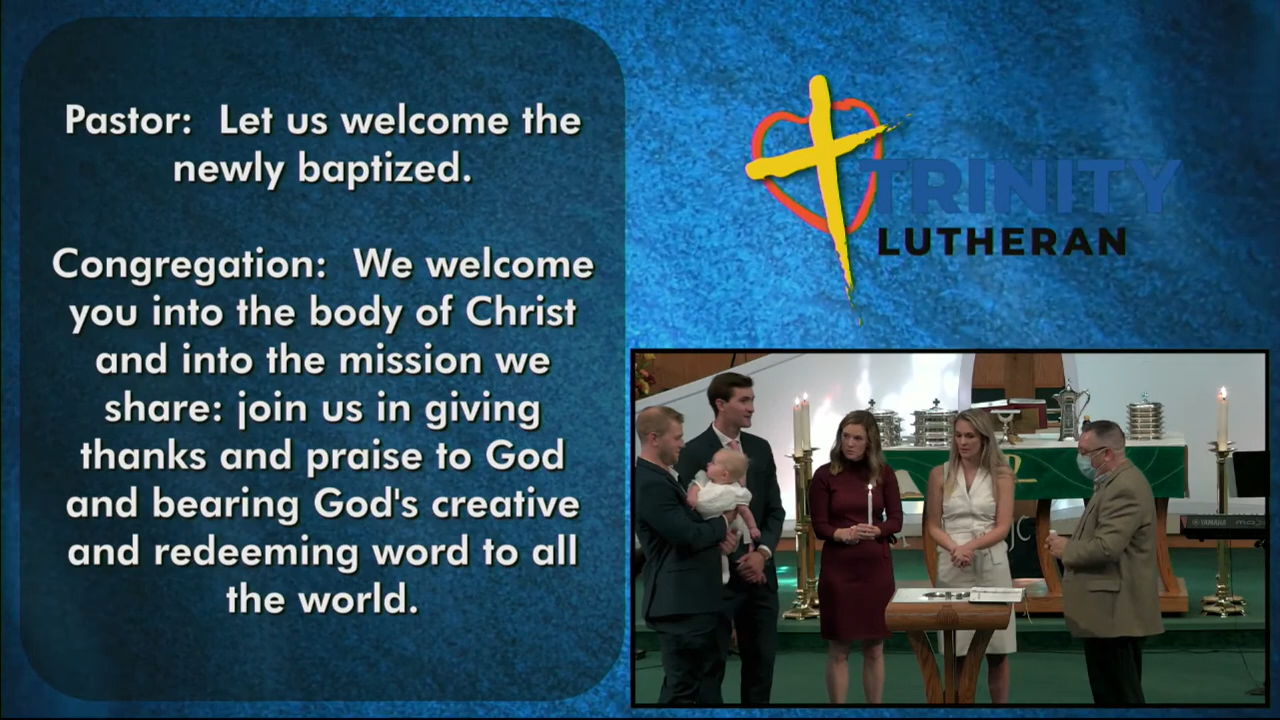 Pastor:  Let us welcome the
newly baptized.
Congregation:  We welcome
you into the body of Christ
and into the mission we
share: join us in giving
thanks and praise to God
and bearing God's creative
and redeeming word to all
the world.
TRINITY
LUTHERAN
YAMAHA